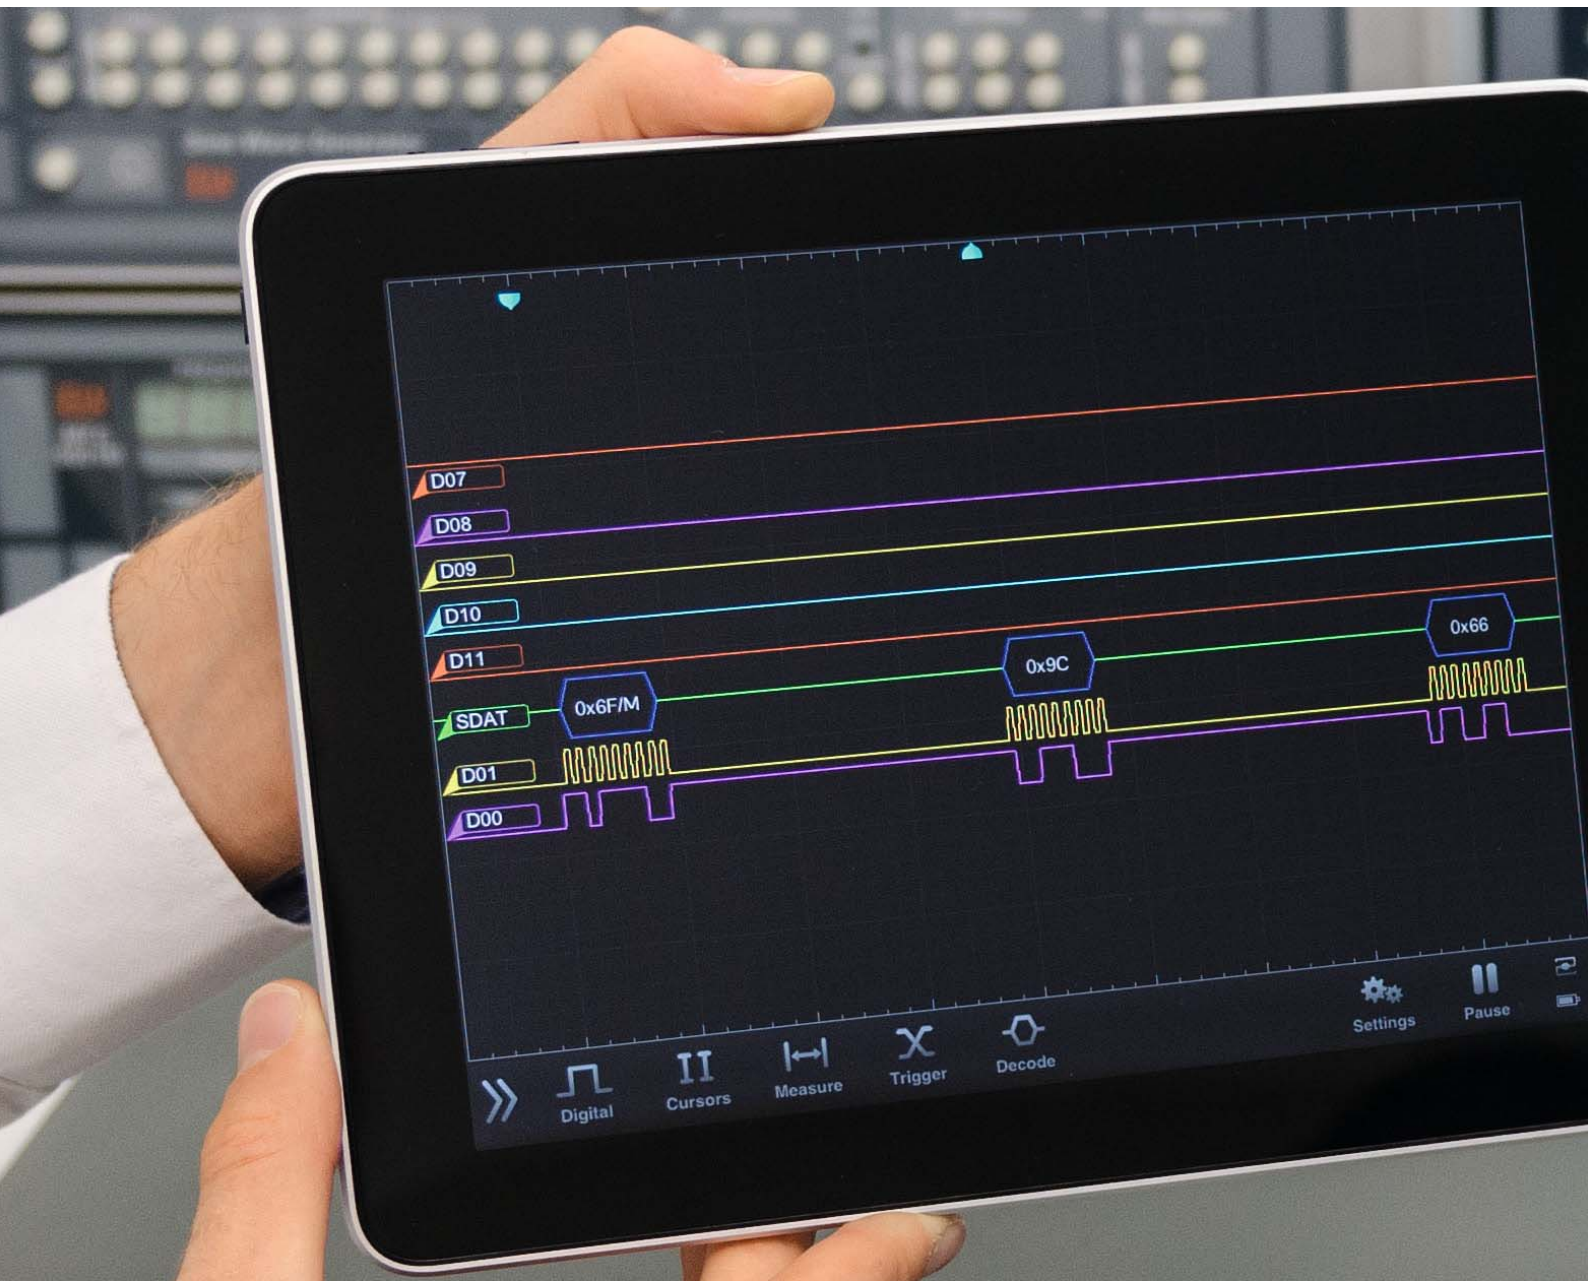 D07
D08
D09
D10
D11
0x66
0x9C
SDAT
0x6F/M
D01
D00
Digital
Cursors
Measure
Trigger
Decode
Settings
Pause